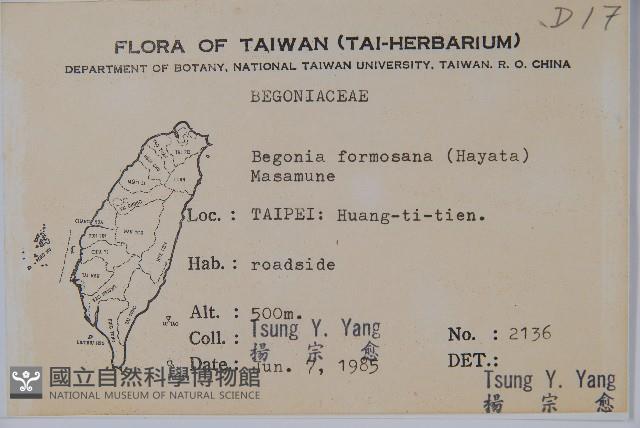 D17
FLORA OF TAIWAN (TAI-HERBARIUM)
DEPARTMENT OF BOTANY, NATIONAL TAIWAN UNIVERSITY, TAIWAN. R. O. CHINA
BEGONIACEAE
Begonia formosana (Hayata)
Masamune
Loc. : TAIPEI: Huang-ti-tien.
Hab. : roadside
Alt. : 500m.
Coll. : Tsung Y. Yang
楊 宗 愈
No. : 2136
Date. : Jun. 7, 1985
DET.:
Tsung Y. Yang
楊 宗 愈
國立自然科學博物館
NATIONAL MUSEUM OF NATURAL SCIENCE